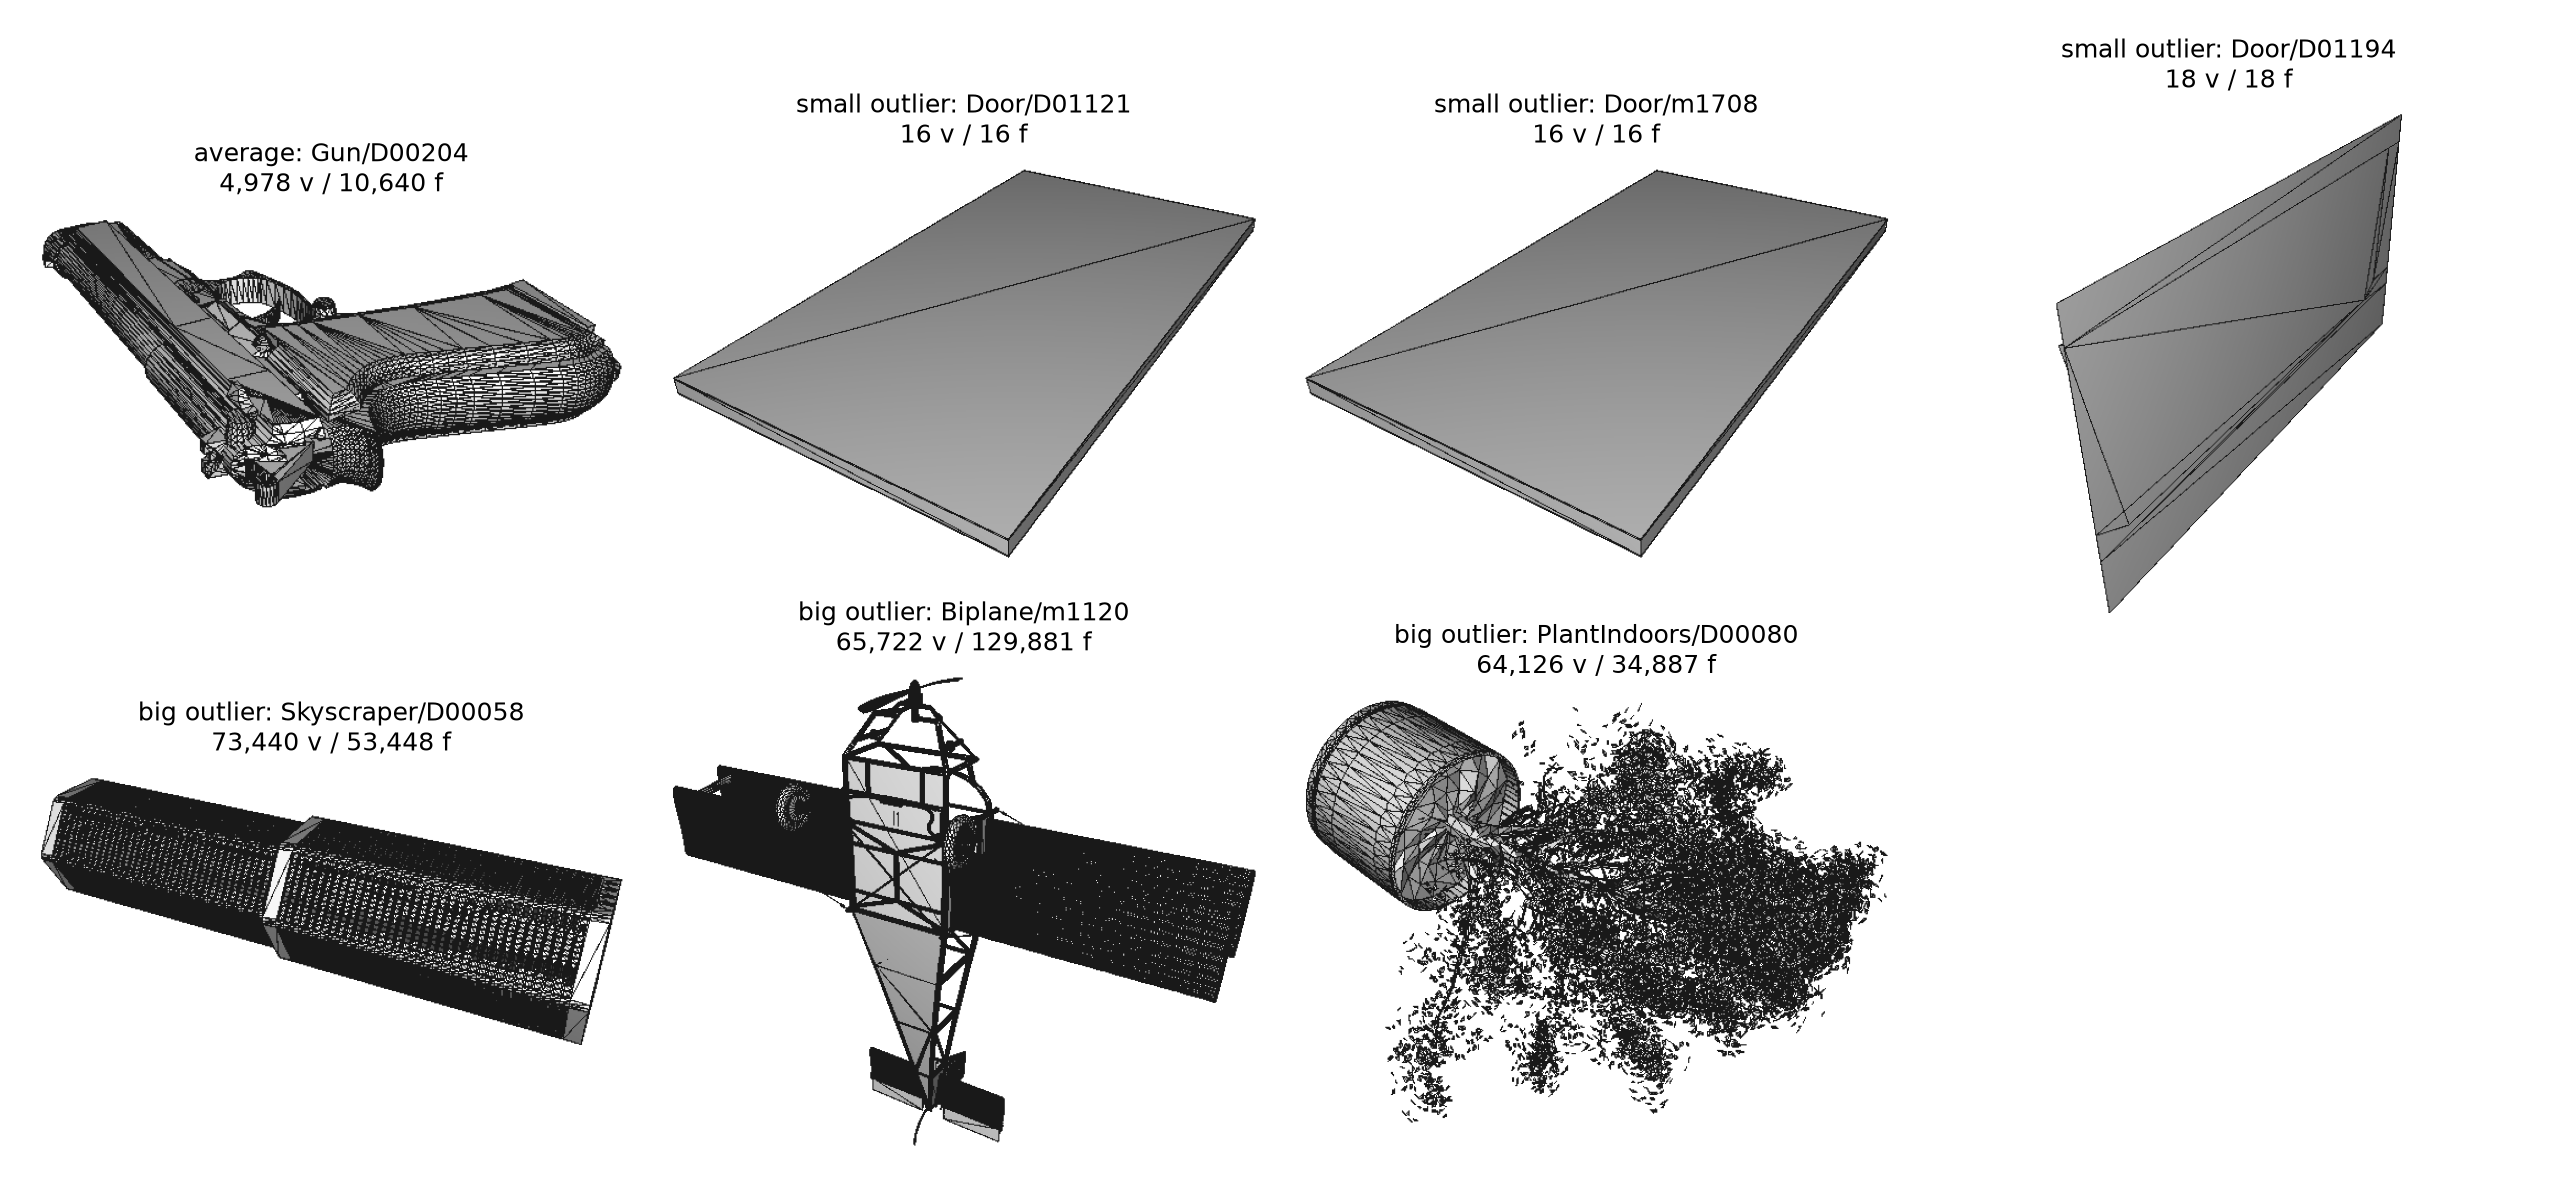 average: Gun/D00204
4,978 v / 10,640 f
small outlier: Door/D01121
16 v / 16 f
small outlier: Door/m1708
16 v / 16 f
small outlier: Door/D01194
18 v / 18 f
big outlier: Skyscraper/D00058
73,440 v / 53,448 f
big outlier: Biplane/m1120
65,722 v / 129,881 f
big outlier: PlantIndoors/D00080
64,126 v / 34,887 f